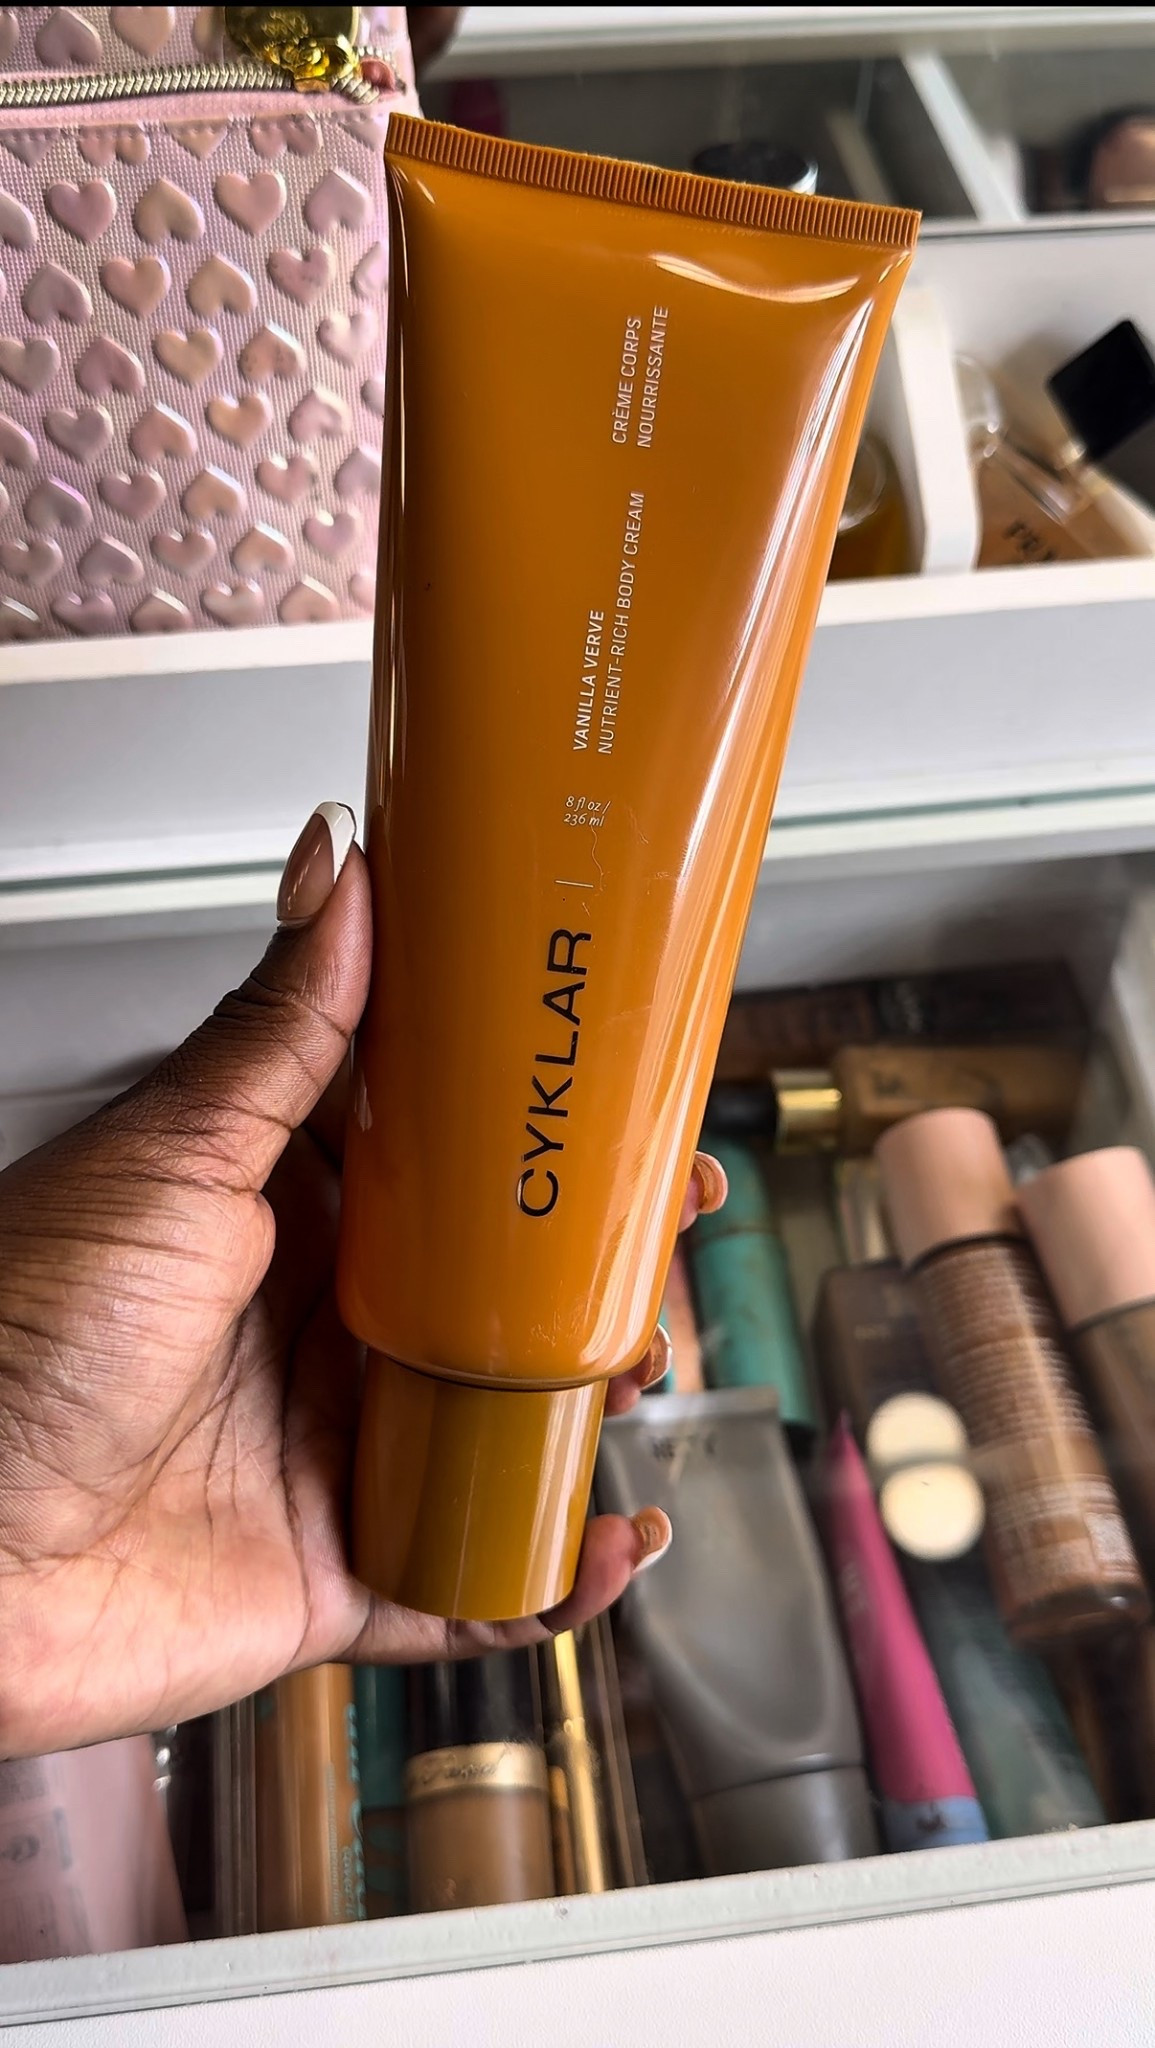 CYKLAR
8 fl oz /
236 ml
VANILLA VERVE
NUTRIENT-RICH BODY CREAM
CRÈME CORPS
NOURRISSANTE